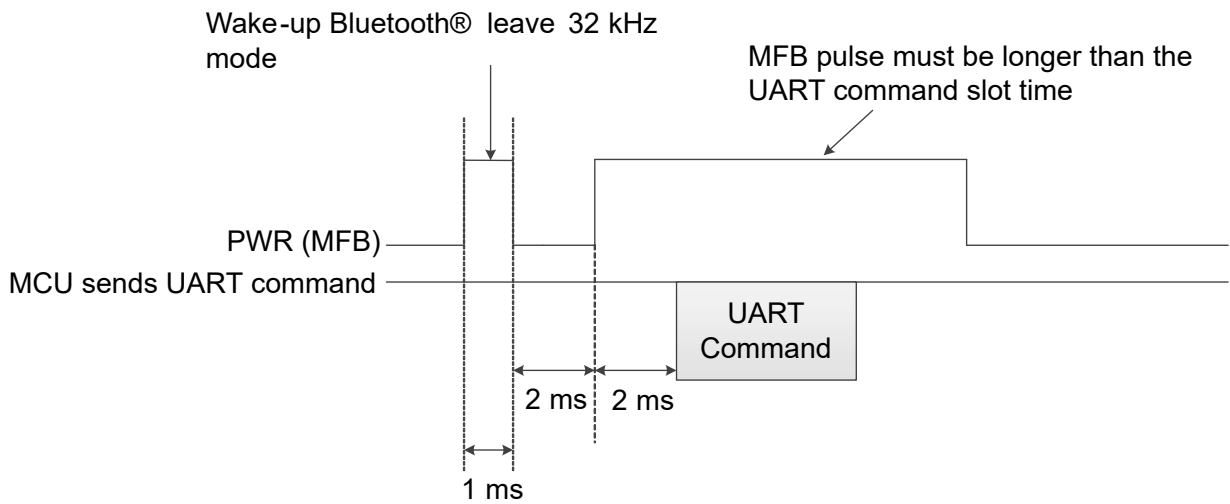 Wake-up Bluetooth® leave 32 kHz
mode
MFB pulse must be longer than the
UART command slot time
PWR (MFB)
MCU sends UART command
UART
Command
2 ms
2 ms
1 ms